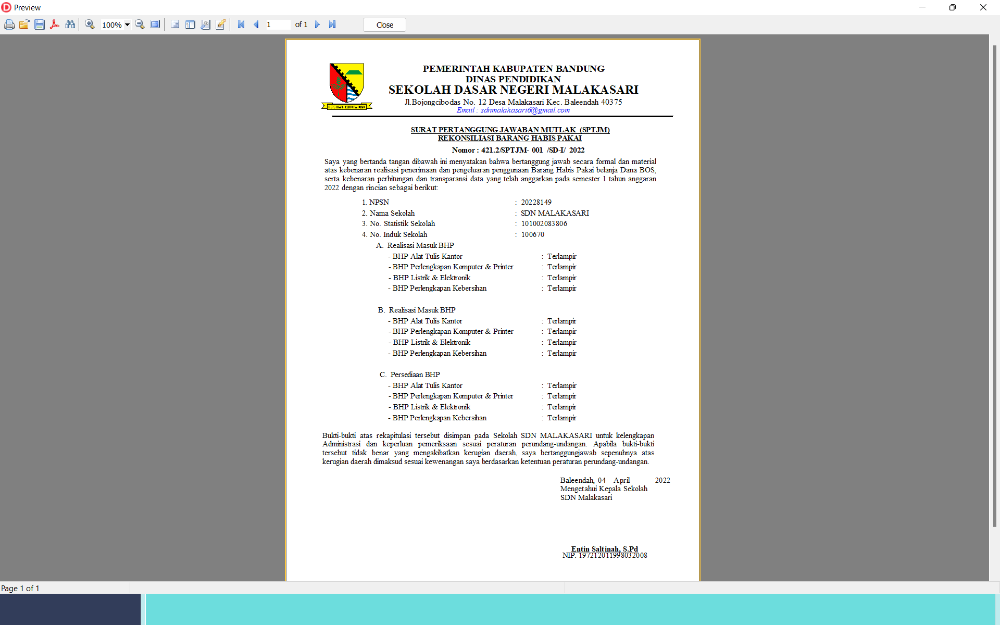 Preview
100%
1 of 1
Close
PEMERINTAH KABUPATEN BANDUNG
DINAS PENDIDIKAN
SEKOLAH DASAR NEGERI MALAKASARI
Jl.Bojongcibodas No. 12 Desa Malakasari Kec. Baleendah 40375
Email : sdnmalakasari6@gmail.com
SURAT PERTANGGUNG JAWABAN MUTLAK (SPTJM)
REKONSILIASI BARANG HABIS PAKAI
Nomor : 421.2/SPTJM- 001 /SD-I/ 2022
Saya yang bertanda tangan dibawah ini menyatakan bahwa bertanggung jawab secara formal dan material
atas kebenaran realisasi penerimaan dan pengeluaran penggunaan Barang Habis Pakai belanja Dana BOS,
serta kebenaran perhitungan dan transparansi data yang telah anggarkan pada semester 1 tahun anggaran
2022 dengan rincian sebagai berikut:
1. NPSN : 20228149
2. Nama Sekolah : SDN MALAKASARI
3. No. Statistik Sekolah : 101002083806
4. No. Induk Sekolah : 100670
A. Realisasi Masuk BHP
- BHP Alat Tulis Kantor : Terlampir
- BHP Perlengkapan Komputer & Printer : Terlampir
- BHP Listrik & Elektronik : Terlampir
- BHP Perlengkapan Kebersihan : Terlampir
B. Realisasi Masuk BHP
- BHP Alat Tulis Kantor : Terlampir
- BHP Perlengkapan Komputer & Printer : Terlampir
- BHP Listrik & Elektronik : Terlampir
- BHP Perlengkapan Kebersihan : Terlampir
C. Persediaan BHP
- BHP Alat Tulis Kantor : Terlampir
- BHP Perlengkapan Komputer & Printer : Terlampir
- BHP Listrik & Elektronik : Terlampir
- BHP Perlengkapan Kebersihan : Terlampir
Bukti-bukti atas rekapitulasi tersebut disimpan pada Sekolah SDN MALAKASARI untuk kelengkapan
Administrasi dan keperluan pemeriksaan sesuai peraturan perundang-undangan. Apabila bukti-bukti
tersebut tidak benar yang mengakibatkan kerugian daerah, saya bertanggungjawab sepenuhnya atas
kerugian daerah dimaksud sesuai kewenangan saya berdasarkan ketentuan peraturan perundang-undangan.
Baleendah, 04 April 2022
Mengetahui Kepala Sekolah
SDN Malakasari
Entin Saltinah, S.Pd
NIP. 197212011998032008
Page 1 of 1